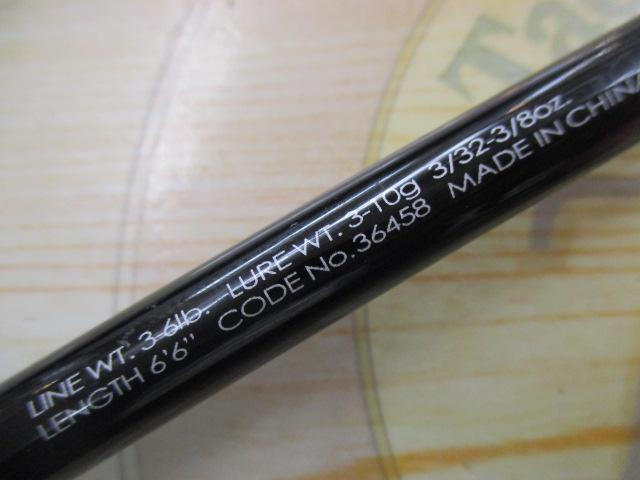 LINE WT. 3-6lb. LURE WT. 3-10g 3/32-3/8oz.
LENGTH 6'6" CODE No.36458 MADE IN CHINA
Ta